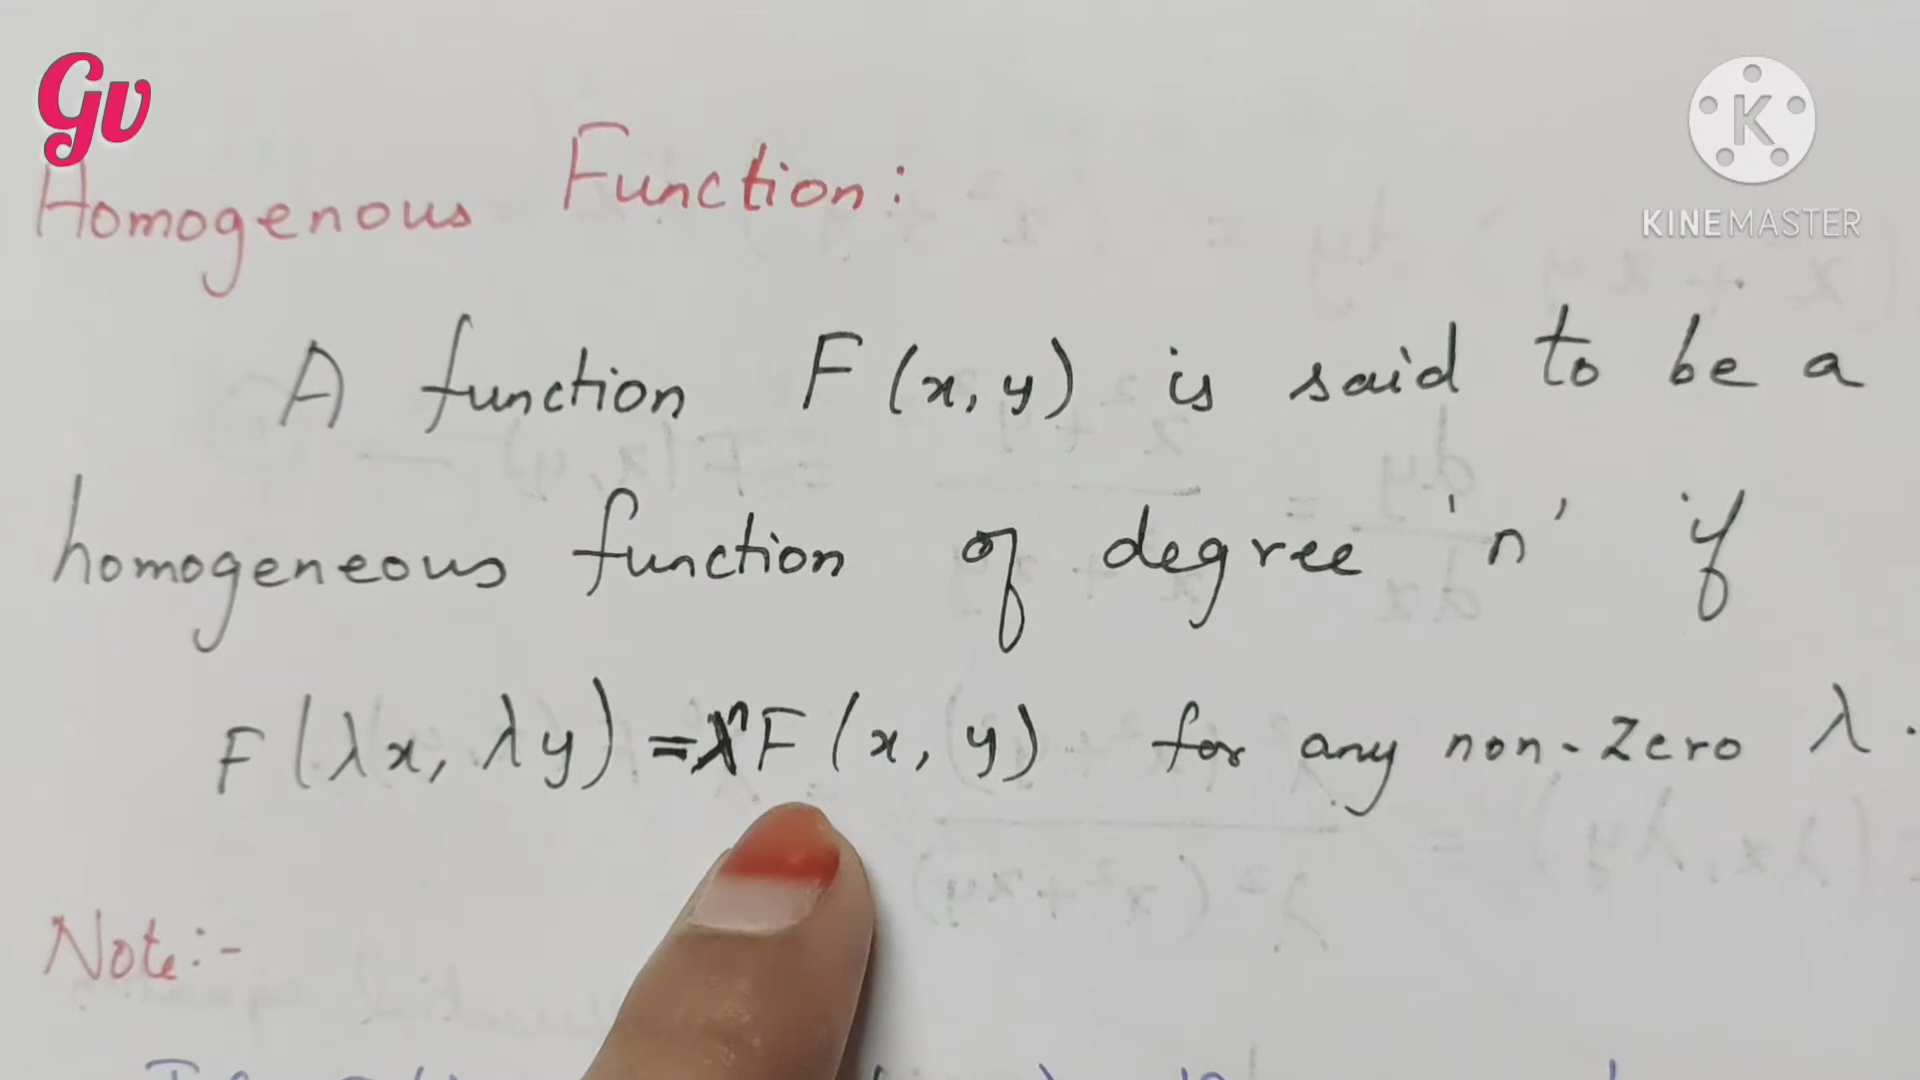 Gv
KINEMASTER
Homogenous Function:
A function F(x, y) is said to be a
homogeneous function of degree 'n' if
F(λx, λy) = λⁿF(x, y) for any non-zero λ.
Note:-